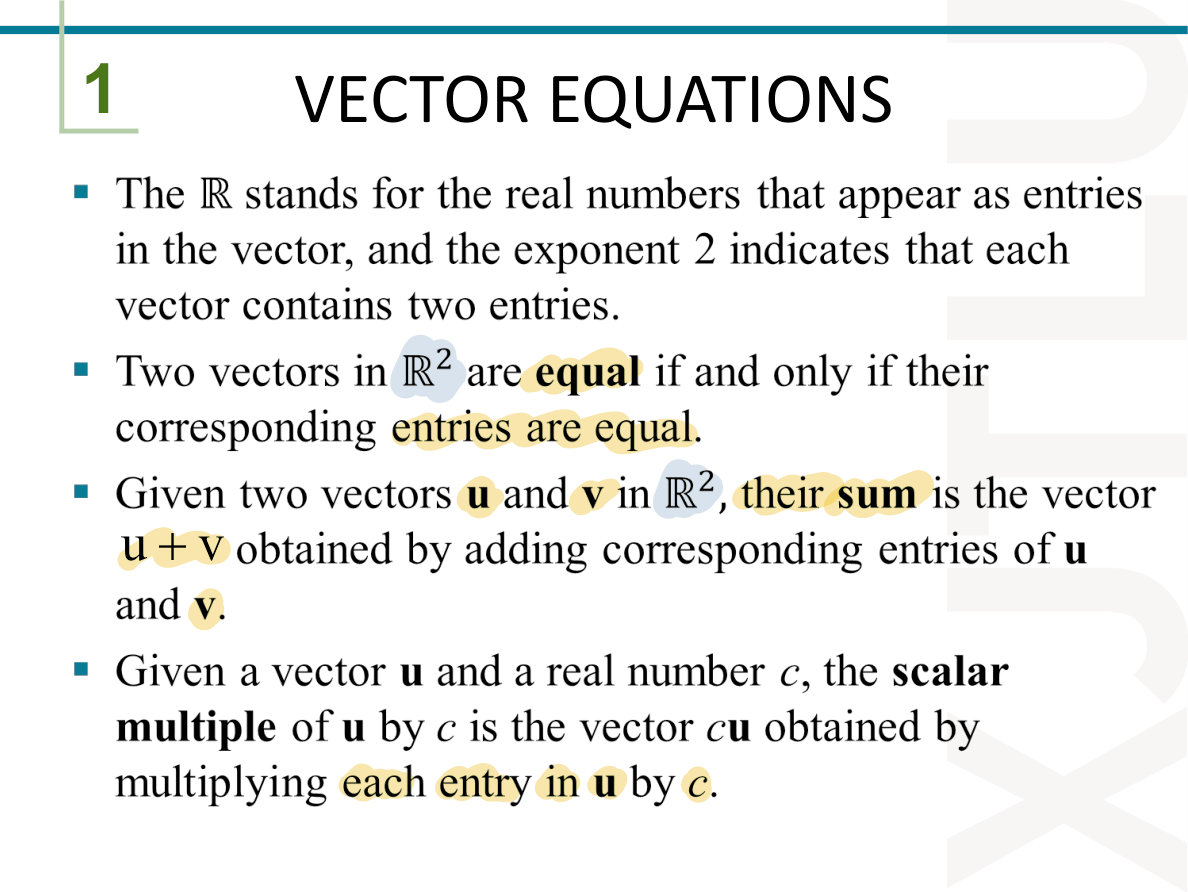 1
VECTOR EQUATIONS
▪ The ℝ stands for the real numbers that appear as entries
in the vector, and the exponent 2 indicates that each
vector contains two entries.
▪ Two vectors in ℝ² are equal if and only if their
corresponding entries are equal.
▪ Given two vectors u and v in ℝ², their sum is the vector
u + v obtained by adding corresponding entries of u
and v.
▪ Given a vector u and a real number c, the scalar
multiple of u by c is the vector cu obtained by
multiplying each entry in u by c.
XJTLU